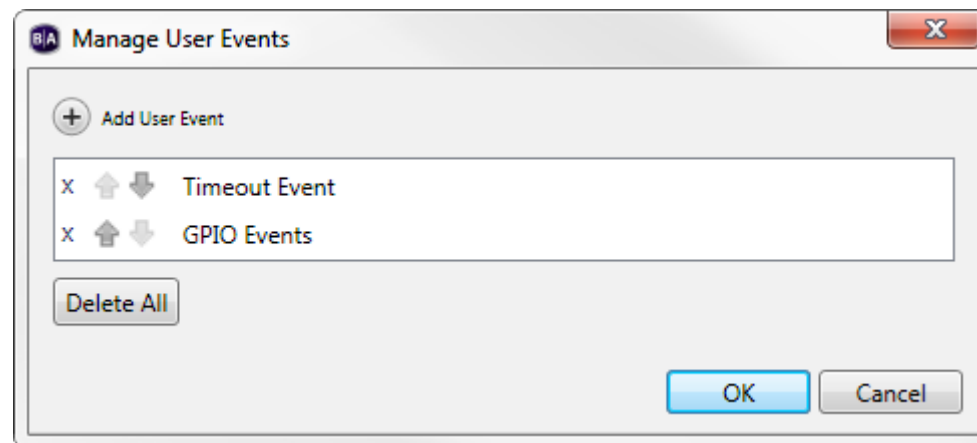 B|A Manage User Events X
+ Add User Event
x Timeout Event
x GPIO Events
Delete All
OK Cancel